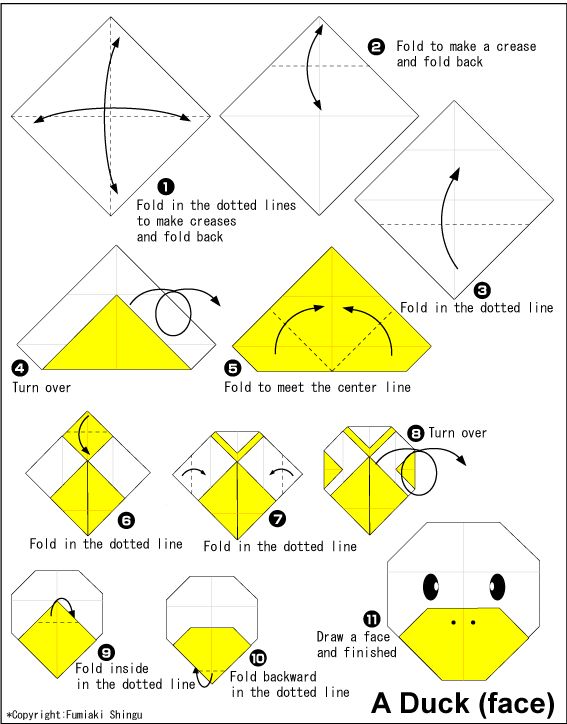 1
Fold in the dotted lines
to make creases
and fold back
2
Fold to make a crease
and fold back
3
Fold in the dotted line
4
Turn over
5
Fold to meet the center line
6
Fold in the dotted line
7
Fold in the dotted line
8
Turn over
9
Fold inside
in the dotted line
10
Fold backward
in the dotted line
11
Draw a face
and finished
A Duck (face)
*Copyright:Fumiaki Shingu